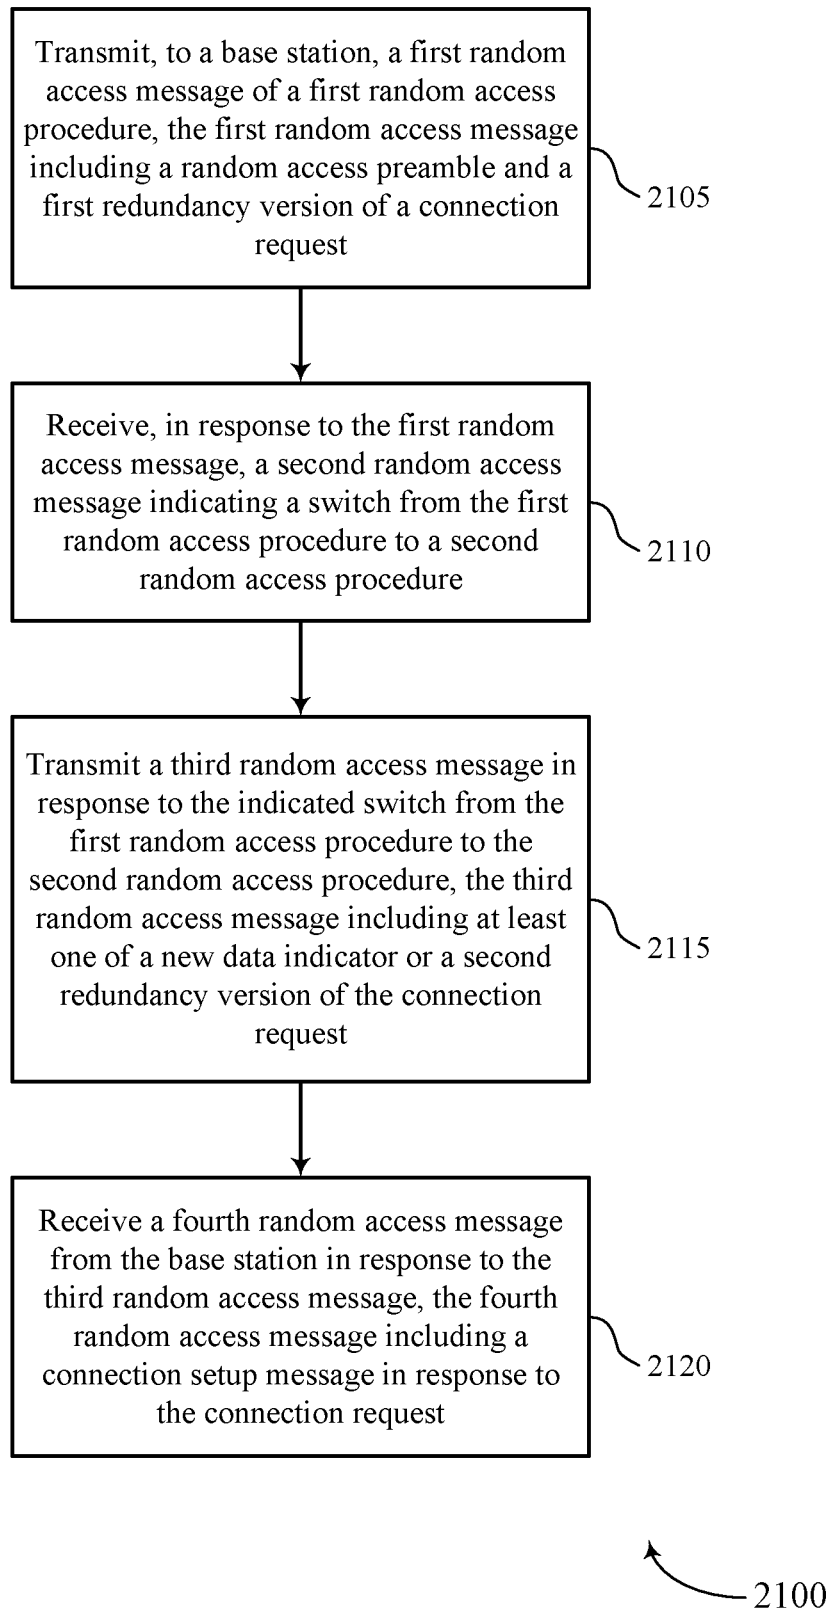 Transmit, to a base station, a first random
access message of a first random access
procedure, the first random access message
including a random access preamble and a
first redundancy version of a connection
request
2105
Receive, in response to the first random
access message, a second random access
message indicating a switch from the first
random access procedure to a second
random access procedure
2110
Transmit a third random access message in
response to the indicated switch from the
first random access procedure to the
second random access procedure, the third
random access message including at least
one of a new data indicator or a second
redundancy version of the connection
request
2115
Receive a fourth random access message
from the base station in response to the
third random access message, the fourth
random access message including a
connection setup message in response to
the connection request
2120
2100